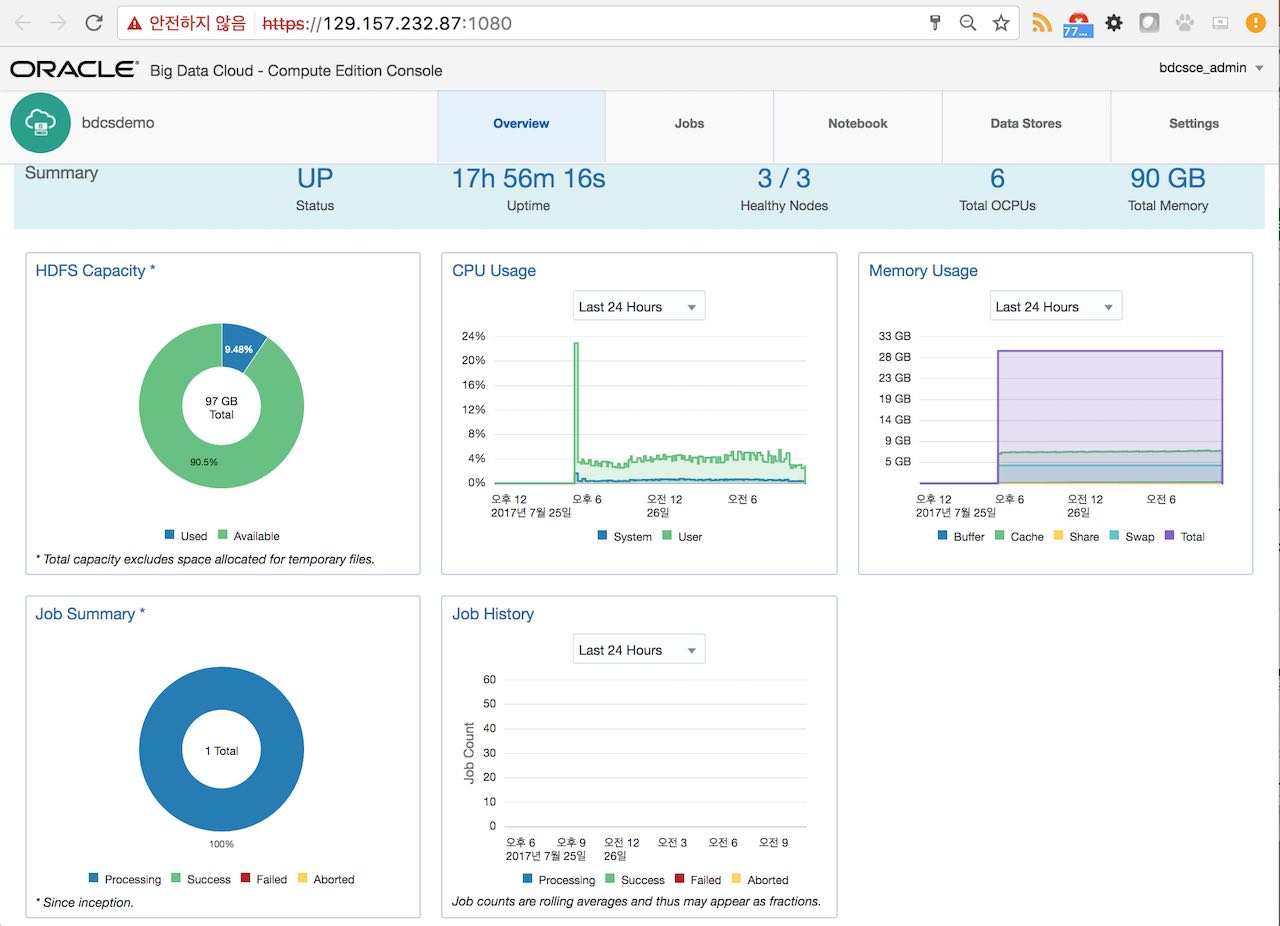 안전하지 않음 https://129.157.232.87:1080
77...
ORACLE® Big Data Cloud - Compute Edition Console
bdcsce_admin
bdcsdemo
Overview
Jobs
Notebook
Data Stores
Settings
Summary
UP
Status
17h 56m 16s
Uptime
3 / 3
Healthy Nodes
6
Total OCPUs
90 GB
Total Memory
HDFS Capacity *
9.48%
97 GB
Total
90.5%
Used Available
* Total capacity excludes space allocated for temporary files.
CPU Usage
Last 24 Hours
24%
20%
16%
12%
8%
4%
0%
오후 12 오후 6 오전 12 오전 6
2017년 7월 25일 26일
System User
Memory Usage
Last 24 Hours
33 GB
28 GB
23 GB
19 GB
14 GB
9 GB
5 GB
오후 12 오후 6 오전 12 오전 6
2017년 7월 25일 26일
Buffer Cache Share Swap Total
Job Summary *
1 Total
100%
Processing Success Failed Aborted
* Since inception.
Job History
Last 24 Hours
Job Count
60
50
40
30
20
10
0
오후 6 오후 9 오전 12 오전 3 오전 6 오전 9
2017년 7월 25일 26일
Processing Success Failed Aborted
Job counts are rolling averages and thus may appear as fractions.